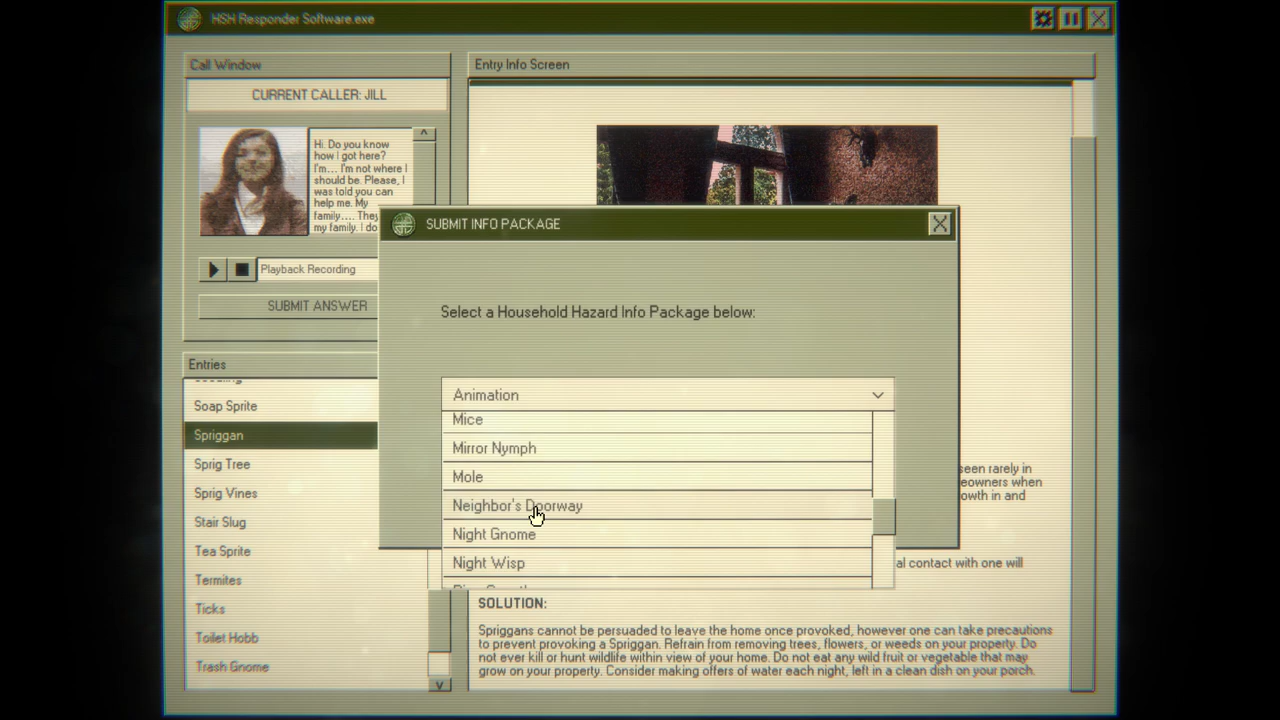 HSH Responder Software.exe
Call Window
CURRENT CALLER: JILL
Hi. Do you know
how I got here?
I'm... I'm not where I
should be. Please, I
was told you can
help me. My
family.... They
my family. I do
Playback Recording
SUBMIT ANSWER
Entries
Soap Sprite
Spriggan
Sprig Tree
Sprig Vines
Stair Slug
Tea Sprite
Termites
Ticks
Toilet Hobb
Trash Gnome
Entry Info Screen
SUBMIT INFO PACKAGE
Select a Household Hazard Info Package below:
Animation
Mice
Mirror Nymph
Mole
Neighbor's Doorway
Night Gnome
Night Wisp
seen rarely in
eowners when
owth in and
al contact with one will
SOLUTION:
Spriggans cannot be persuaded to leave the home once provoked, however one can take precautions
to prevent provoking a Spriggan. Refrain from removing trees, flowers, or weeds on your property. Do
not ever kill or hunt wildlife within view of your home. Do not eat any wild fruit or vegetable that may
grow on your property. Consider making offers of water each night, left in a clean dish on your porch.